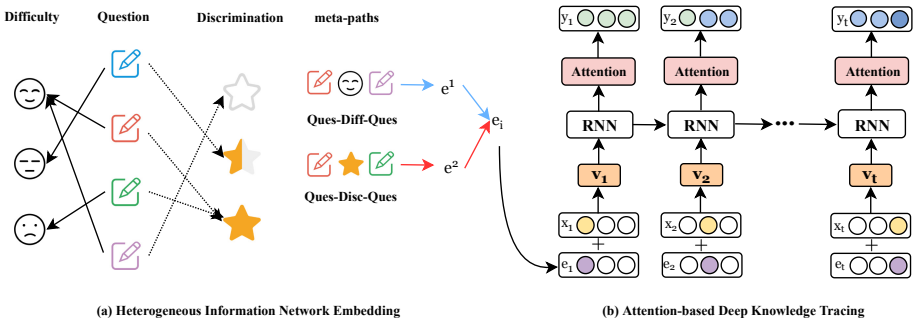 Difficulty
Question
Discrimination
meta-paths
Ques-Diff-Ques
e¹
Ques-Disc-Ques
e²
eᵢ
y₁
y₂
yₜ
Attention
Attention
Attention
RNN
RNN
•••
RNN
v₁
v₂
vₜ
x₁
x₂
xₜ
+
+
+
e₁
e₂
eₜ
(a) Heterogeneous Information Network Embedding
(b) Attention-based Deep Knowledge Tracing